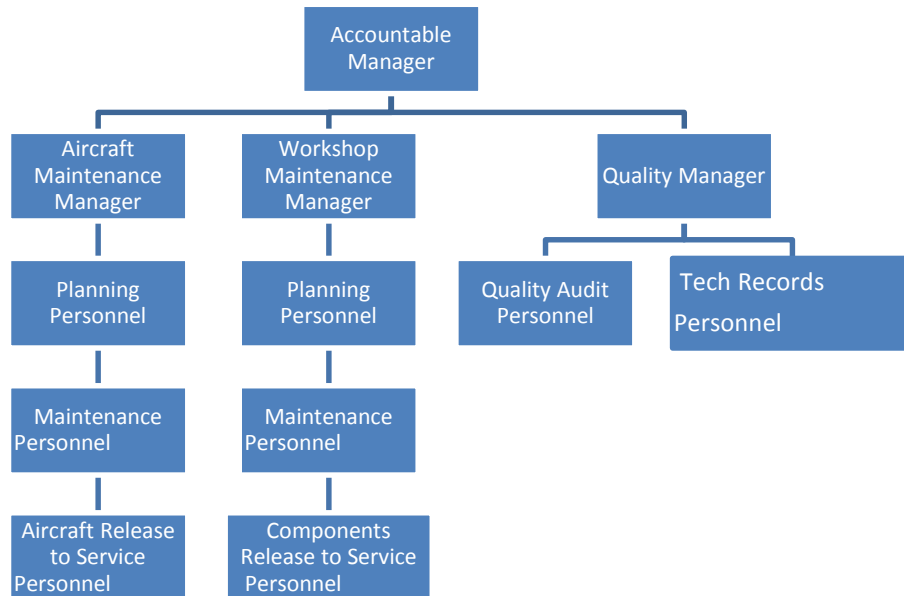 Accountable
Manager
Aircraft
Maintenance
Manager
Workshop
Maintenance
Manager
Quality Manager
Planning
Personnel
Planning
Personnel
Quality Audit
Personnel
Tech Records
Personnel
Maintenance
Personnel
Maintenance
Personnel
Aircraft Release
to Service
Personnel
Components
Release to Service
Personnel